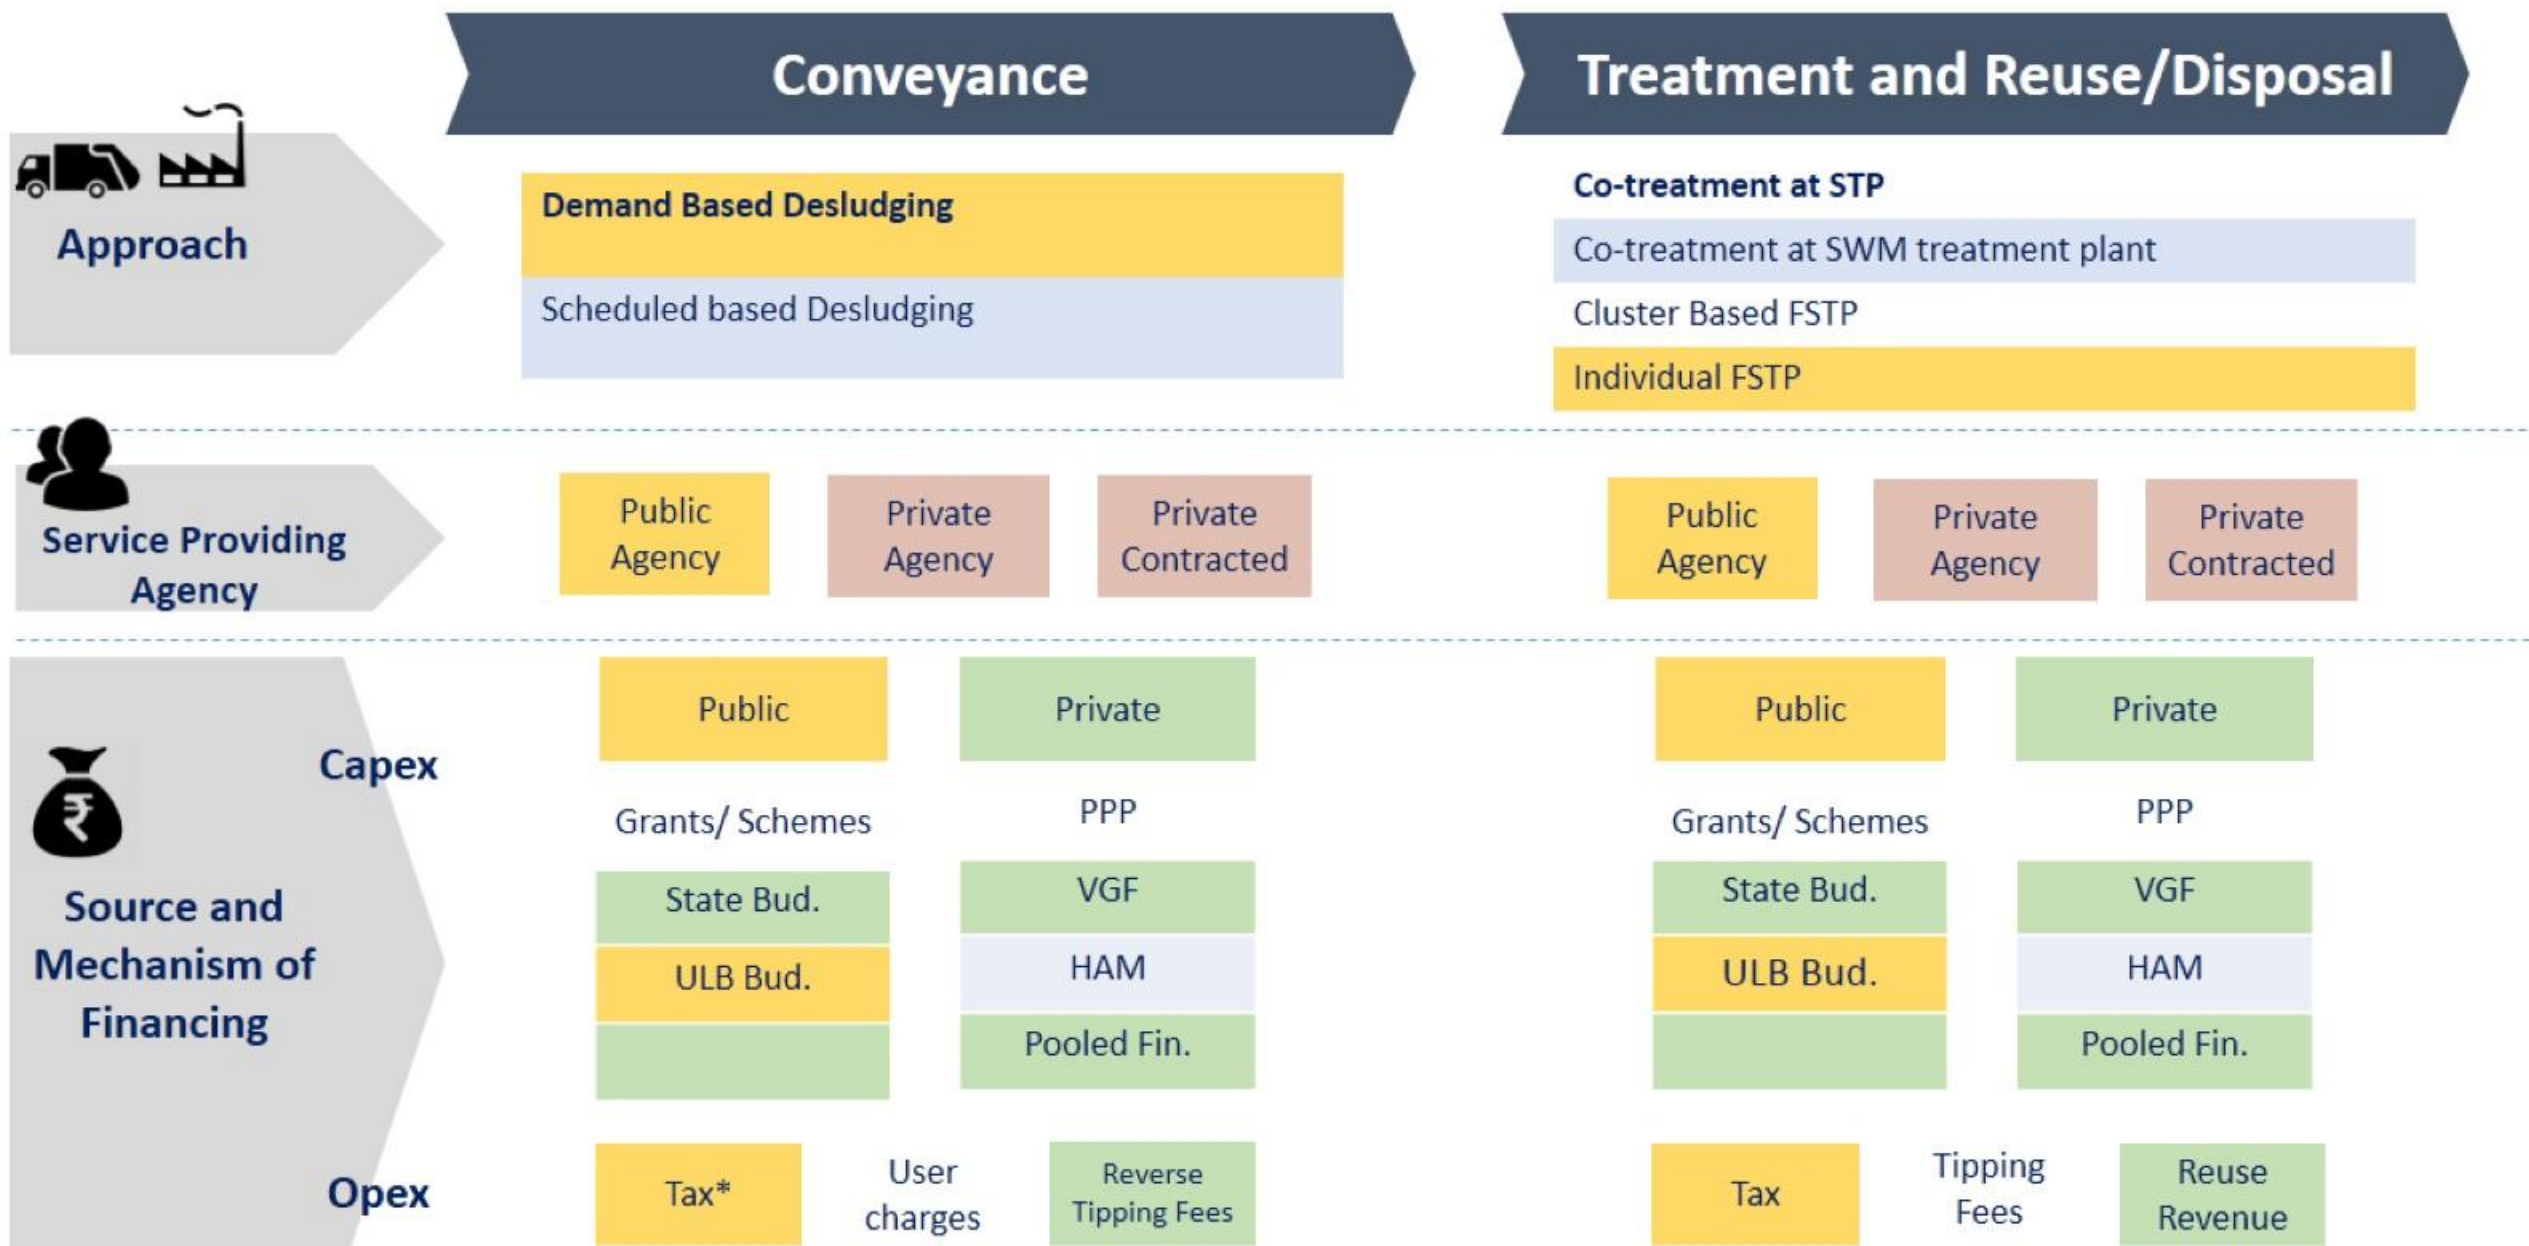 Conveyance
Treatment and Reuse/Disposal
Approach
Demand Based Desludging
Scheduled based Desludging
Co-treatment at STP
Co-treatment at SWM treatment plant
Cluster Based FSTP
Individual FSTP
Service Providing
Agency
Public
Agency
Private
Agency
Private
Contracted
Public
Agency
Private
Agency
Private
Contracted
Source and
Mechanism of
Financing
₹
Capex
Public
Private
Grants/ Schemes
PPP
State Bud.
VGF
ULB Bud.
HAM
Pooled Fin.
Public
Private
Grants/ Schemes
PPP
State Bud.
VGF
ULB Bud.
HAM
Pooled Fin.
Opex
Tax*
User
charges
Reverse
Tipping Fees
Tax
Tipping
Fees
Reuse
Revenue